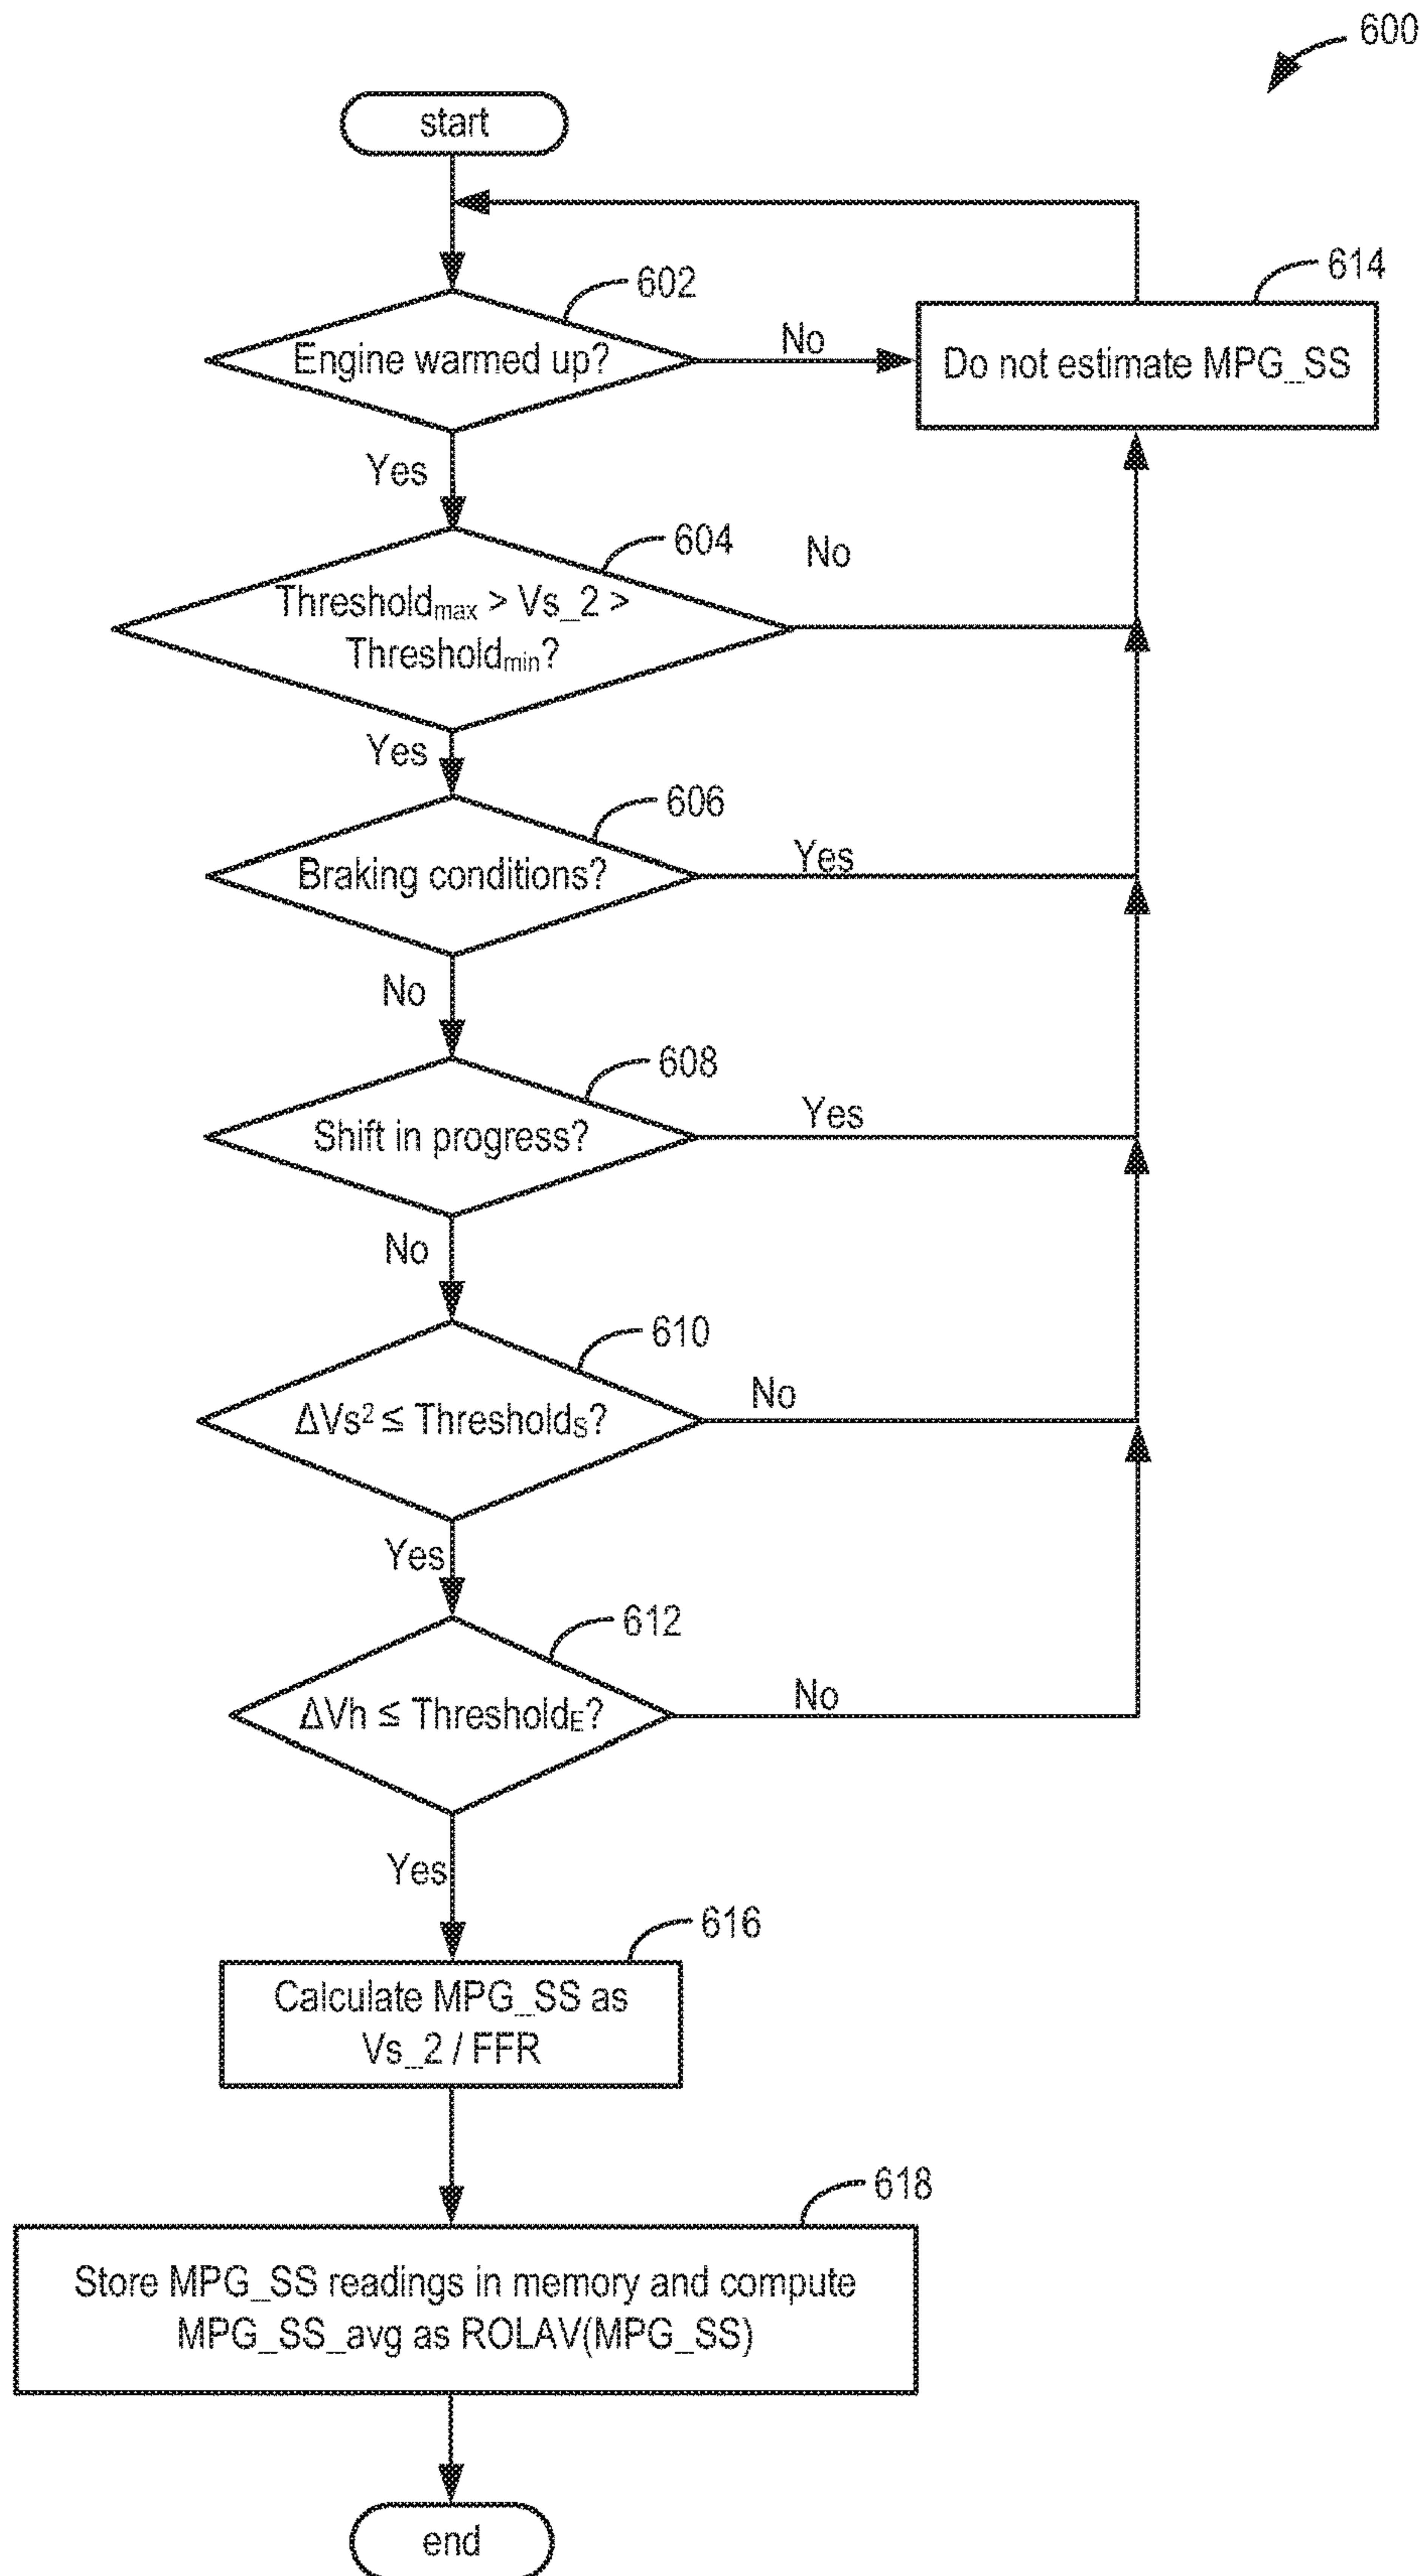 600
start
602
Engine warmed up?
No
614
Do not estimate MPG_SS
Yes
604
Thresholdmax > Vs_2 >
Thresholdmin?
No
Yes
606
Braking conditions?
Yes
No
608
Shift in progress?
Yes
No
610
ΔVs² ≤ ThresholdS?
No
Yes
612
ΔVh ≤ ThresholdE?
No
Yes
616
Calculate MPG_SS as
Vs_2 / FFR
618
Store MPG_SS readings in memory and compute
MPG_SS_avg as ROLAV(MPG_SS)
end